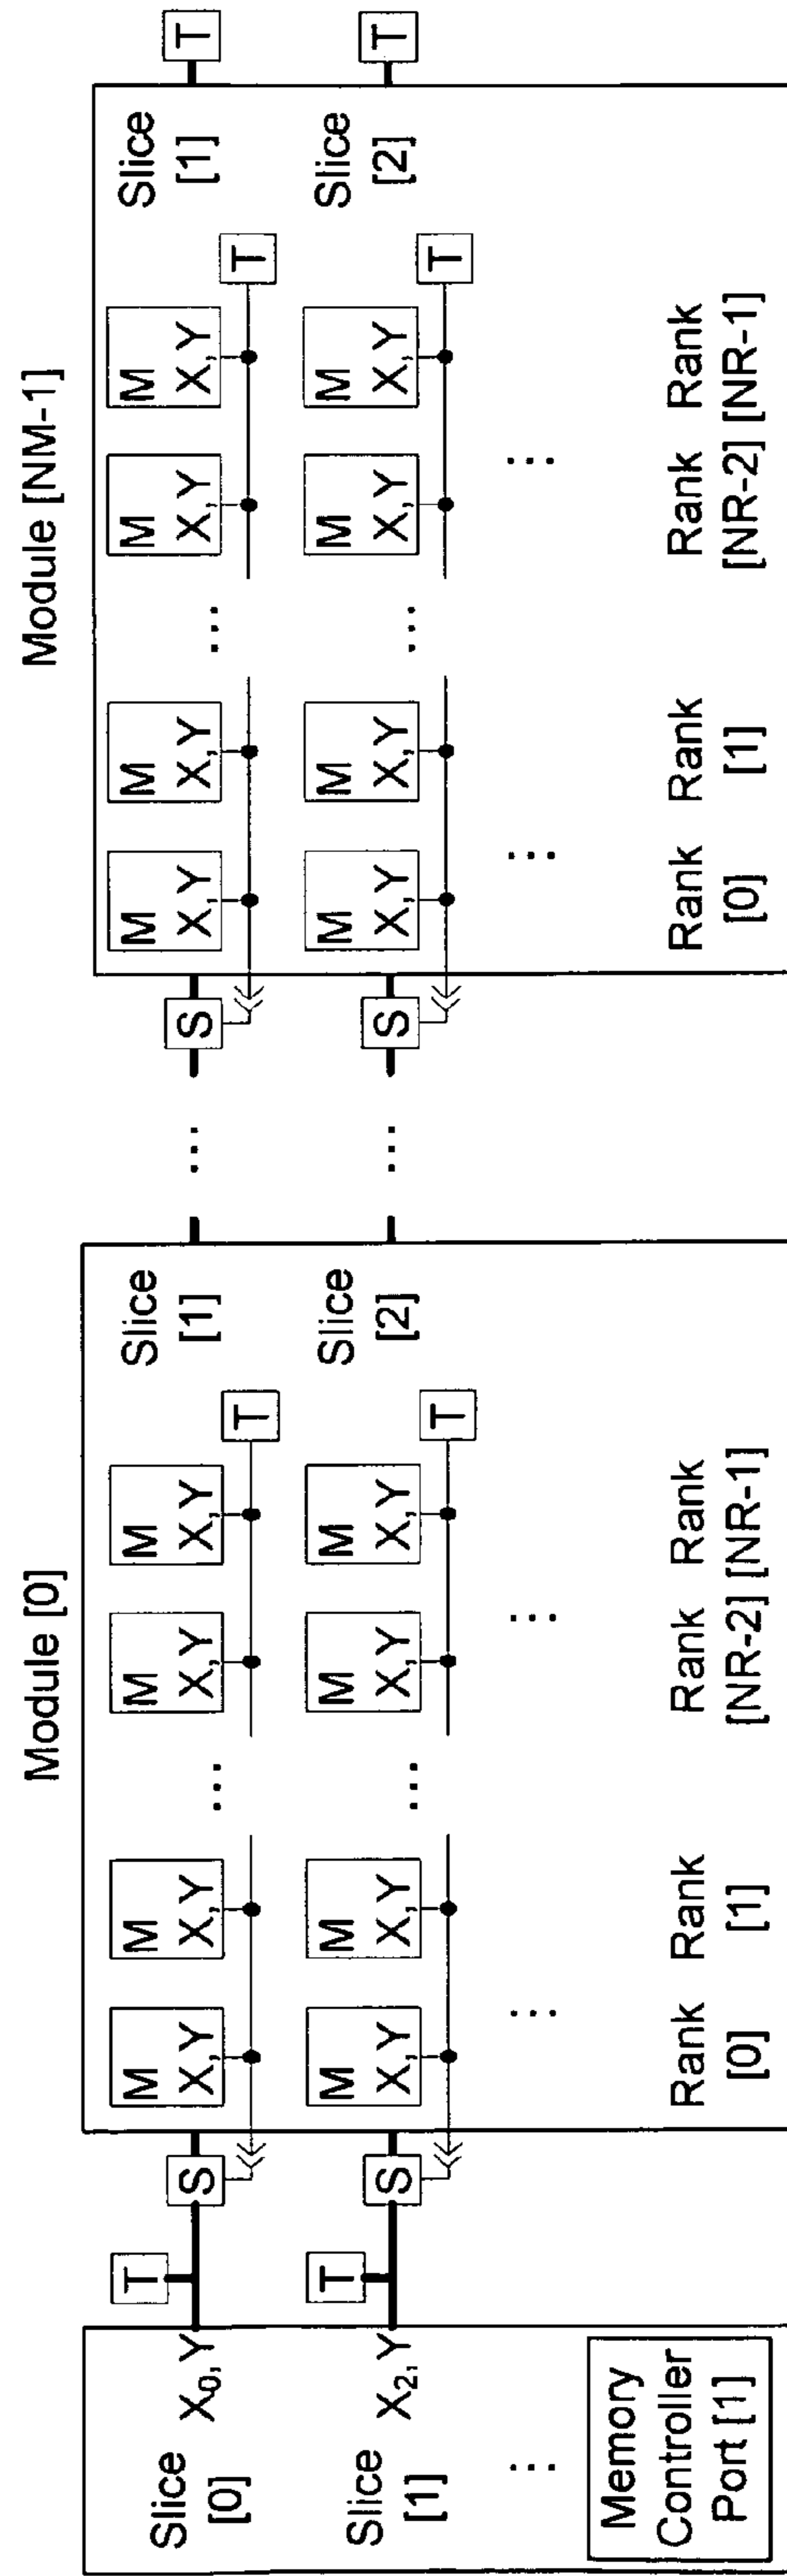 Slice
[0]
X₀, Y
Slice
[1]
X₂, Y
...
Memory
Controller
Port [1]
T
T
S
S
Module [0]
M
X,Y
M
X,Y
...
M
X,Y
M
X,Y
T
Slice
[1]
M
X,Y
M
X,Y
...
M
X,Y
M
X,Y
T
Slice
[2]
...
...
Rank
[0]
Rank
[1]
Rank
[NR-2]
Rank
[NR-1]
...
...
S
S
Module [NM-1]
M
X,Y
M
X,Y
...
M
X,Y
M
X,Y
T
Slice
[1]
M
X,Y
M
X,Y
...
M
X,Y
M
X,Y
T
Slice
[2]
...
...
Rank
[0]
Rank
[1]
Rank
[NR-2]
Rank
[NR-1]
T
T